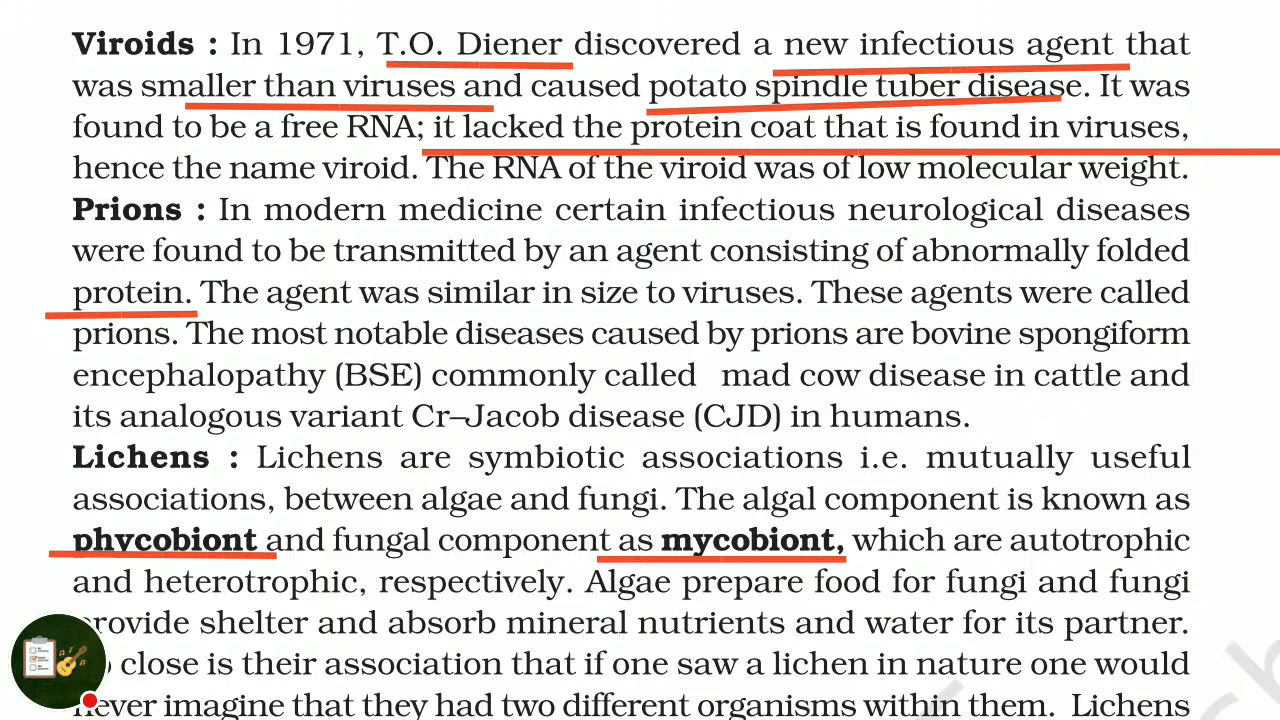 Viroids : In 1971, T.O. Diener discovered a new infectious agent that
was smaller than viruses and caused potato spindle tuber disease. It was
found to be a free RNA; it lacked the protein coat that is found in viruses,
hence the name viroid. The RNA of the viroid was of low molecular weight.
Prions : In modern medicine certain infectious neurological diseases
were found to be transmitted by an agent consisting of abnormally folded
protein. The agent was similar in size to viruses. These agents were called
prions. The most notable diseases caused by prions are bovine spongiform
encephalopathy (BSE) commonly called mad cow disease in cattle and
its analogous variant Cr–Jacob disease (CJD) in humans.
Lichens : Lichens are symbiotic associations i.e. mutually useful
associations, between algae and fungi. The algal component is known as
phycobiont and fungal component as mycobiont, which are autotrophic
and heterotrophic, respectively. Algae prepare food for fungi and fungi
provide shelter and absorb mineral nutrients and water for its partner.
close is their association that if one saw a lichen in nature one would
never imagine that they had two different organisms within them. Lichens